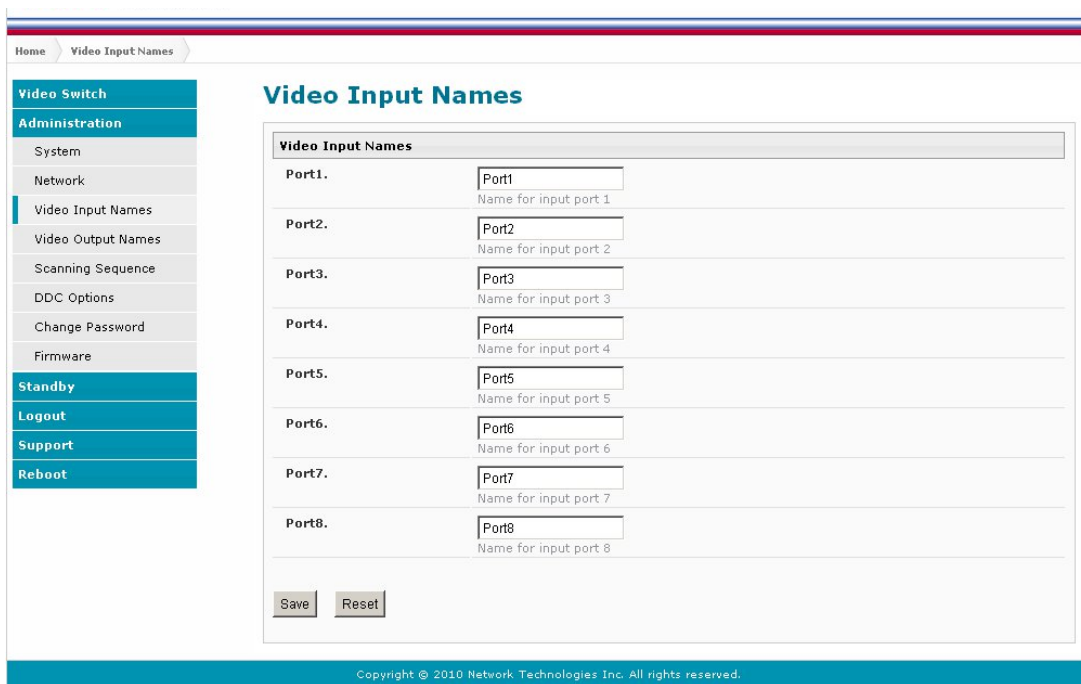 Home Video Input Names
Video Switch
Administration
System
Network
Video Input Names
Video Output Names
Scanning Sequence
DDC Options
Change Password
Firmware
Standby
Logout
Support
Reboot
Video Input Names
Video Input Names
Port1. Port1
Name for input port 1
Port2. Port2
Name for input port 2
Port3. Port3
Name for input port 3
Port4. Port4
Name for input port 4
Port5. Port5
Name for input port 5
Port6. Port6
Name for input port 6
Port7. Port7
Name for input port 7
Port8. Port8
Name for input port 8
Save Reset
Copyright © 2010 Network Technologies Inc. All rights reserved.